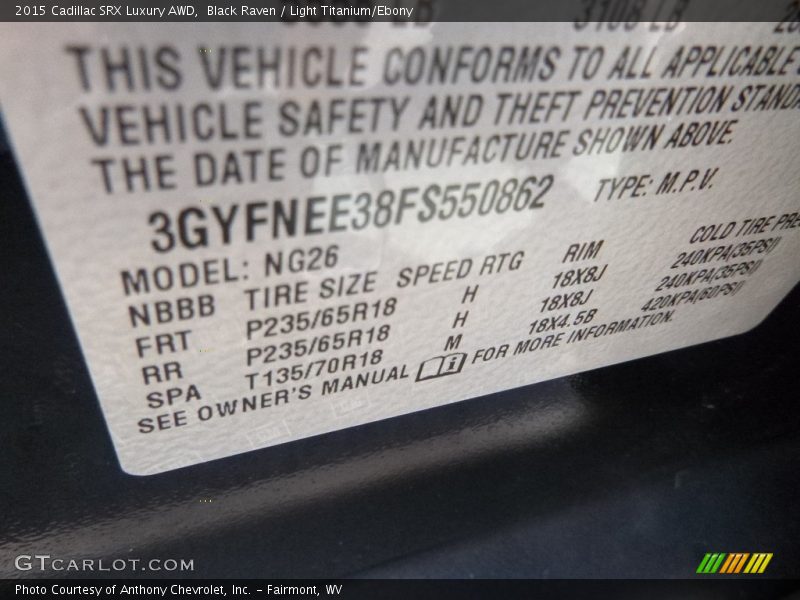 2015 Cadillac SRX Luxury AWD, Black Raven / Light Titanium/Ebony
3108 LB
THIS VEHICLE CONFORMS TO ALL APPLICABLE
VEHICLE SAFETY AND THEFT PREVENTION STANDA
THE DATE OF MANUFACTURE SHOWN ABOVE.
3GYFNEE38FS550862 TYPE: M.P.V.
MODEL: NG26
NBBB TIRE SIZE SPEED RTG RIM COLD TIRE PRE
FRT P235/65R18 H 18X8J 240KPA(35PSI)
RR P235/65R18 H 18X8J 240KPA(35PSI)
SPA T135/70R18 M 18X4.5B 420KPA(60PSI)
SEE OWNER'S MANUAL FOR MORE INFORMATION.
GTCARLOT.COM
Photo Courtesy of Anthony Chevrolet, Inc. – Fairmont, WV